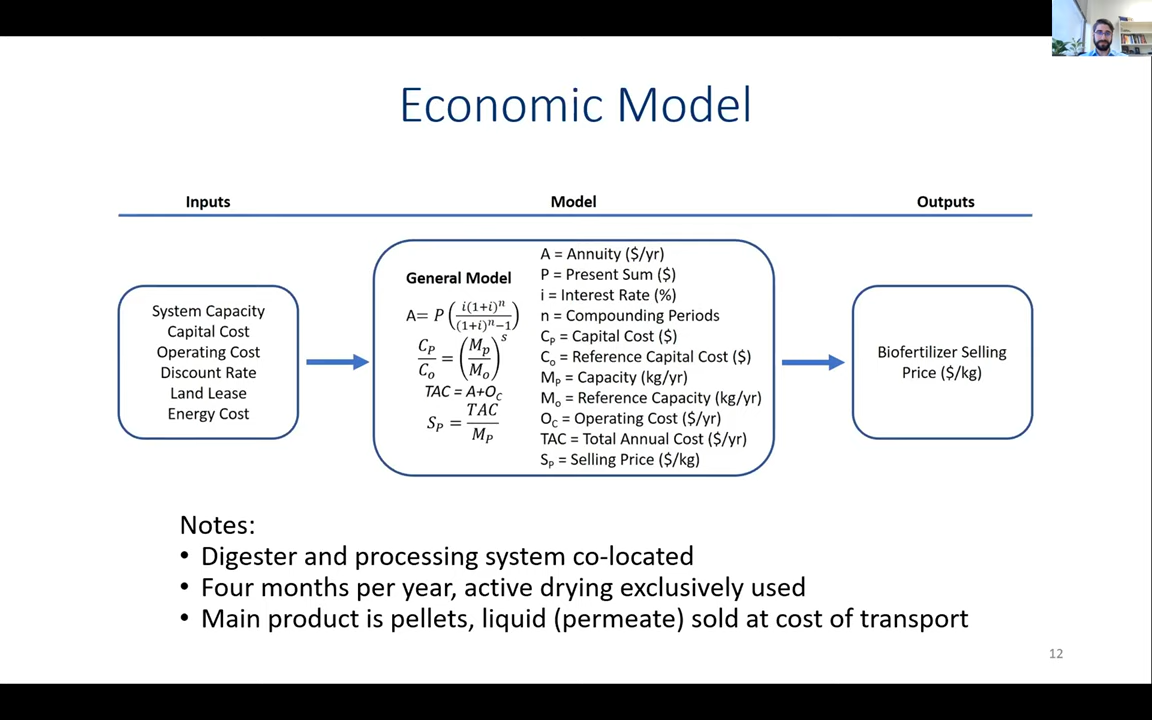 Economic Model
Inputs
Model
Outputs
System Capacity
Capital Cost
Operating Cost
Discount Rate
Land Lease
Energy Cost
General Model
A= P (i(1+i)^n / (1+i)^n−1)
C_P / C_o = (M_p / M_o)^s
TAC = A+O_C
S_P = TAC / M_P
A = Annuity ($/yr)
P = Present Sum ($)
i = Interest Rate (%)
n = Compounding Periods
C_P = Capital Cost ($)
C_o = Reference Capital Cost ($)
M_P = Capacity (kg/yr)
M_o = Reference Capacity (kg/yr)
O_C = Operating Cost ($/yr)
TAC = Total Annual Cost ($/yr)
S_P = Selling Price ($/kg)
Biofertilizer Selling
Price ($/kg)
Notes:
• Digester and processing system co-located
• Four months per year, active drying exclusively used
• Main product is pellets, liquid (permeate) sold at cost of transport
12